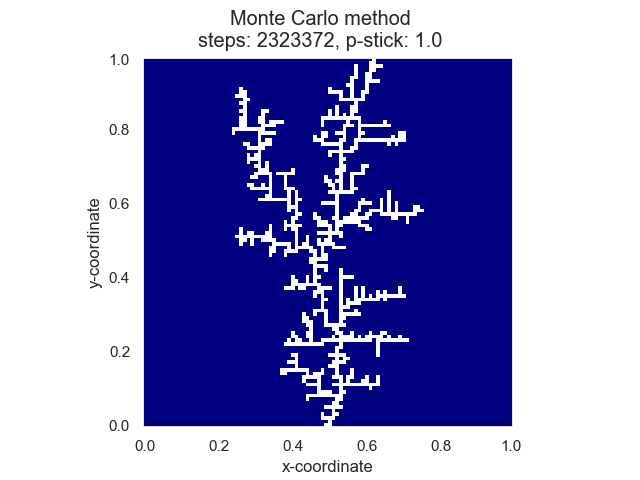 Monte Carlo method
steps: 2323372, p-stick: 1.0
1.0
0.8
0.6
0.4
0.2
0.0
y-coordinate
0.0 0.2 0.4 0.6 0.8 1.0
x-coordinate